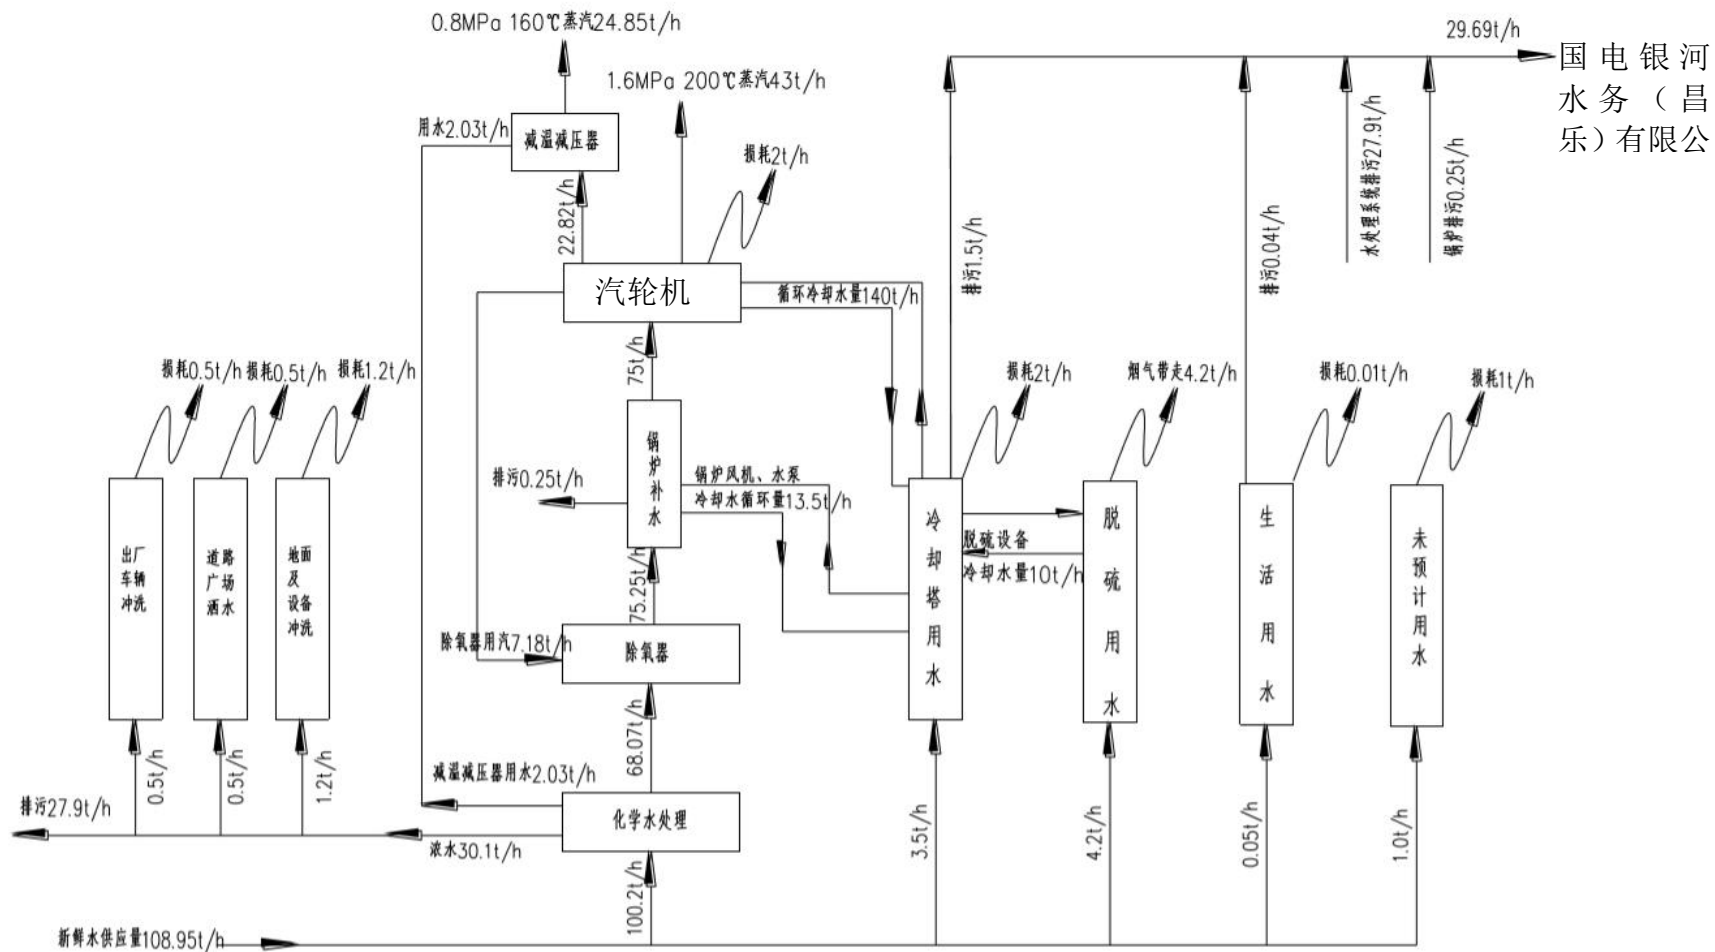 0.8MPa 160℃蒸汽24.85t/h
29.69t/h
国电银河
水务（昌
乐）有限公
1.6MPa 200℃蒸汽43t/h
用水2.03t/h
减温减压器
损耗2t/h
22.82t/h
水处理系统排污27.9t/h
锅炉排污0.25t/h
排污1.5t/h
排污0.04t/h
汽轮机
循环冷却水量140t/h
75t/h
损耗0.5t/h
损耗0.5t/h
损耗1.2t/h
损耗2t/h
烟气带走4.2t/h
损耗0.01t/h
损耗1t/h
锅炉补水
排污0.25t/h
锅炉风机、水泵
冷却水循环量13.5t/h
出厂
车辆
冲洗
道路
广场
洒水
地面
及
设备
冲洗
冷却塔用水
脱硫设备
冷却水量10t/h
脱硫用水
生活用水
未预计用水
75.25t/h
除氧器用汽7.18t/h
除氧器
68.07t/h
减温减压器用水2.03t/h
化学水处理
0.5t/h
0.5t/h
1.2t/h
排污27.9t/h
浓水30.1t/h
100.2t/h
3.5t/h
4.2t/h
0.05t/h
1.0t/h
新鲜水供应量108.95t/h